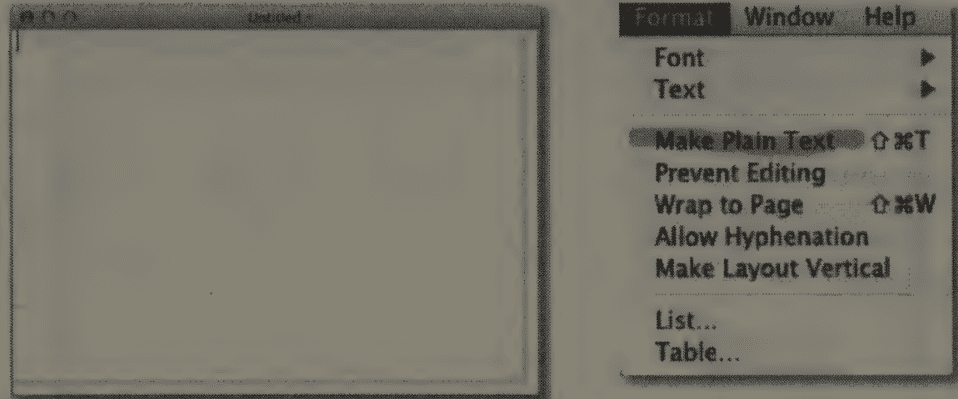 Untitled
Format Window Help
Font
Text
Make Plain Text ⇧⌘T
Prevent Editing
Wrap to Page ⇧⌘W
Allow Hyphenation
Make Layout Vertical
List...
Table...